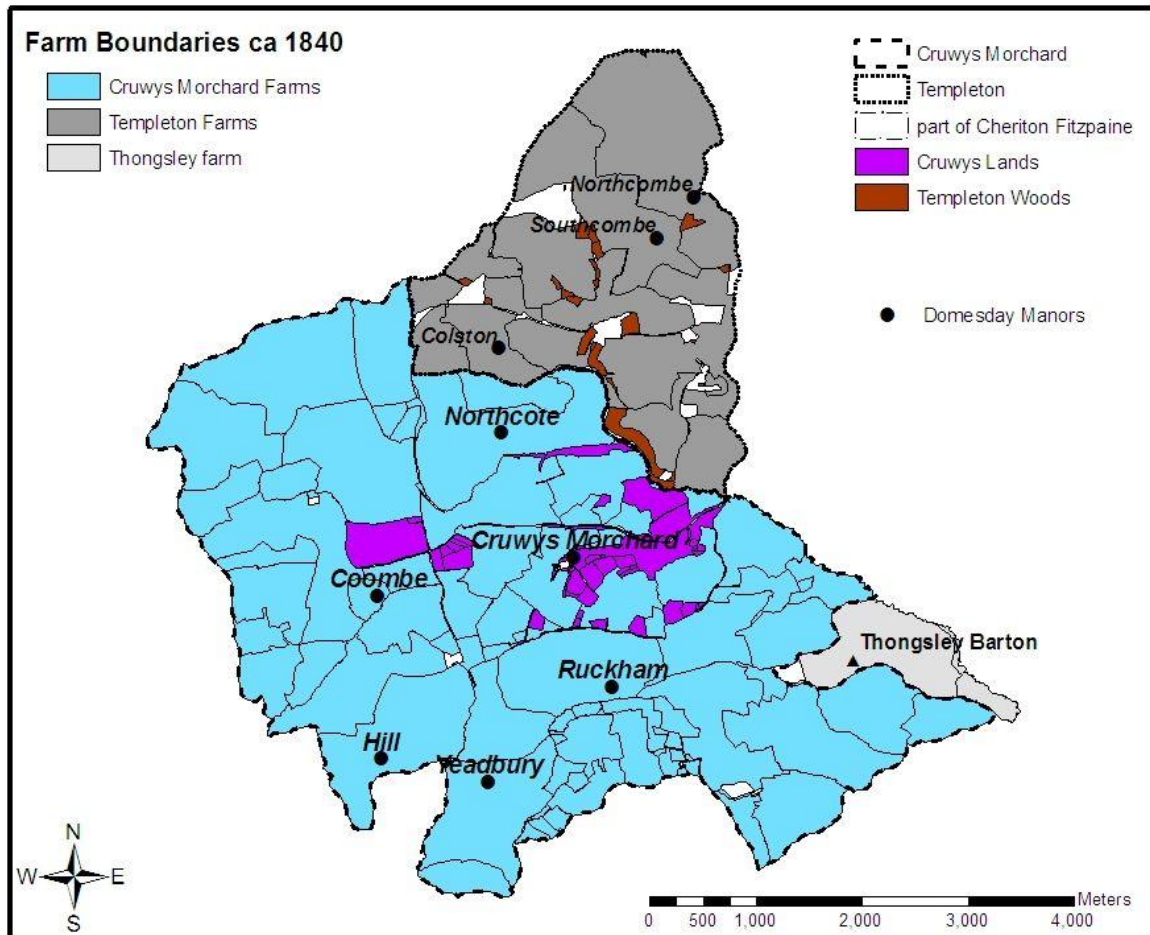 Farm Boundaries ca 1840
Cruwys Morchard Farms
Templeton Farms
Thongsley farm
Cruwys Morchard
Templeton
part of Cheriton Fitzpaine
Cruwys Lands
Templeton Woods
Domesday Manors
Northcombe
Southcombe
Colston
Northcote
Cruwys Morchard
Coombe
Thongsley Barton
Ruckham
Hill
Yeadbury
N
W E
S
Meters
0 500 1,000 2,000 3,000 4,000